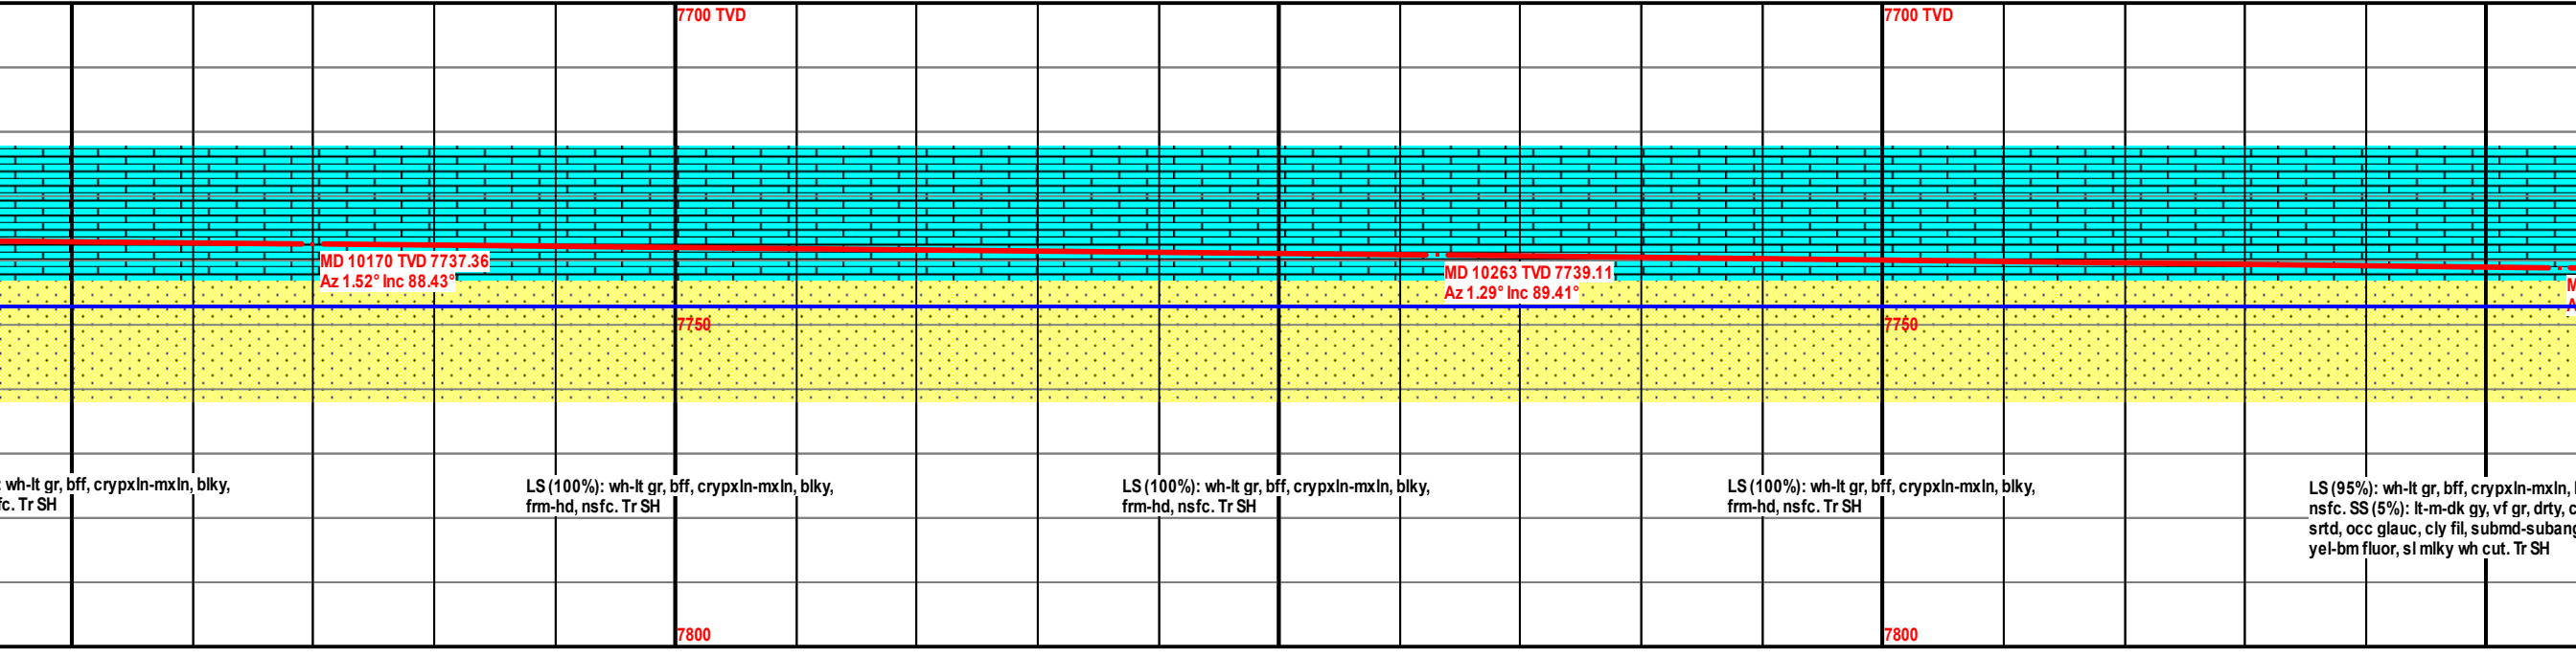 7700 TVD
7700 TVD
MD 10170 TVD 7737.36
Az 1.52° Inc 88.43°
MD 10263 TVD 7739.11
Az 1.29° Inc 89.41°
7750
7750
: wh-lt gr, bff, crypxln-mxln, blky,
fc. Tr SH
LS (100%): wh-lt gr, bff, crypxln-mxln, blky,
frm-hd, nsfc. Tr SH
LS (100%): wh-lt gr, bff, crypxln-mxln, blky,
frm-hd, nsfc. Tr SH
LS (100%): wh-lt gr, bff, crypxln-mxln, blky,
frm-hd, nsfc. Tr SH
LS (95%): wh-lt gr, bff, crypxln-mxln,
nsfc. SS (5%): lt-m-dk gy, vf gr, drty,
srtd, occ glauc, cly fil, submd-subang
yel-bm fluor, sl mlky wh cut. Tr SH
7800
7800